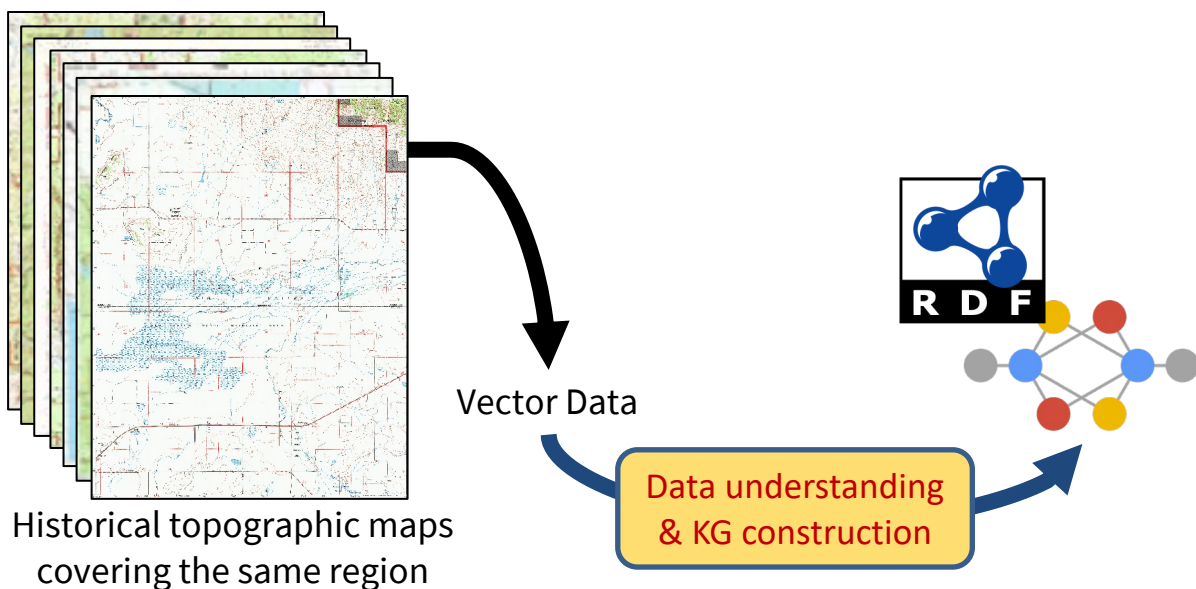 R D F
Vector Data
Data understanding
& KG construction
Historical topographic maps
covering the same region